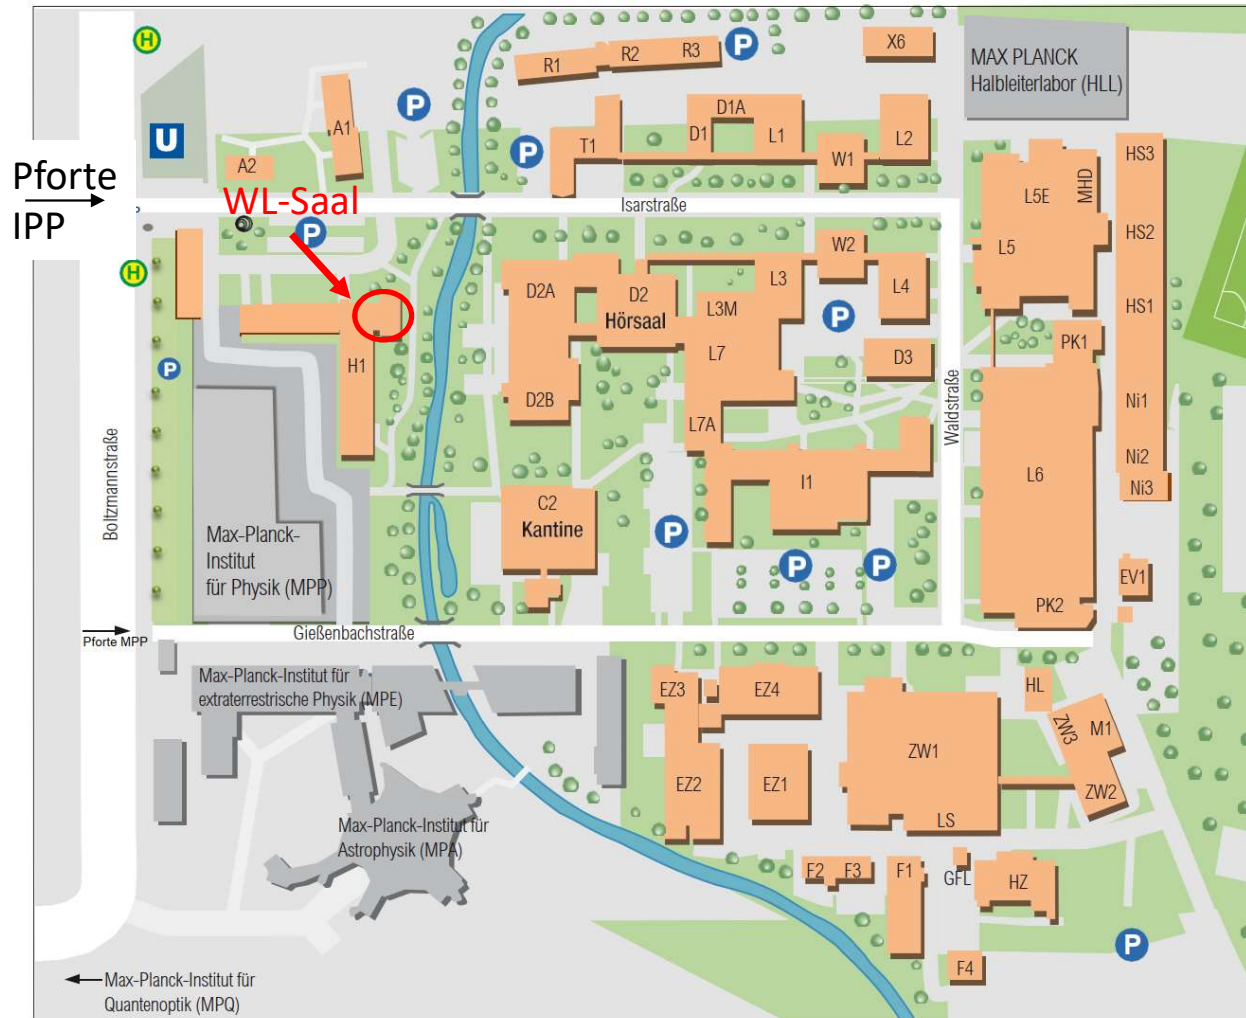 H
P
R1
R2
R3
P
X6
MAX PLANCK
Halbleiterlabor (HLL)
U
A1
A2
P
P
T1
D1A
D1
L1
W1
L2
HS3
L5E
MHD
Pforte
IPP
WL-Saal
Isarstraße
P
H
HS2
L5
W2
D2A
D2
Hörsaal
L3
L3M
L4
P
HS1
H1
P
L7
D3
PK1
D2B
L7A
Waldstraße
Ni1
Ni2
Ni3
L6
I1
C2
Kantine
Boltzmannstraße
Max-Planck-
Institut
für Physik (MPP)
P
P
P
EV1
PK2
Pforte MPP
Gießenbachstraße
Max-Planck-Institut für
extraterrestrische Physik (MPE)
EZ3
EZ4
HL
ZW3
M1
ZW1
EZ2
EZ1
ZW2
LS
Max-Planck-Institut für
Astrophysik (MPA)
F2
F3
F1
GFL
HZ
P
F4
Max-Planck-Institut für
Quantenoptik (MPQ)